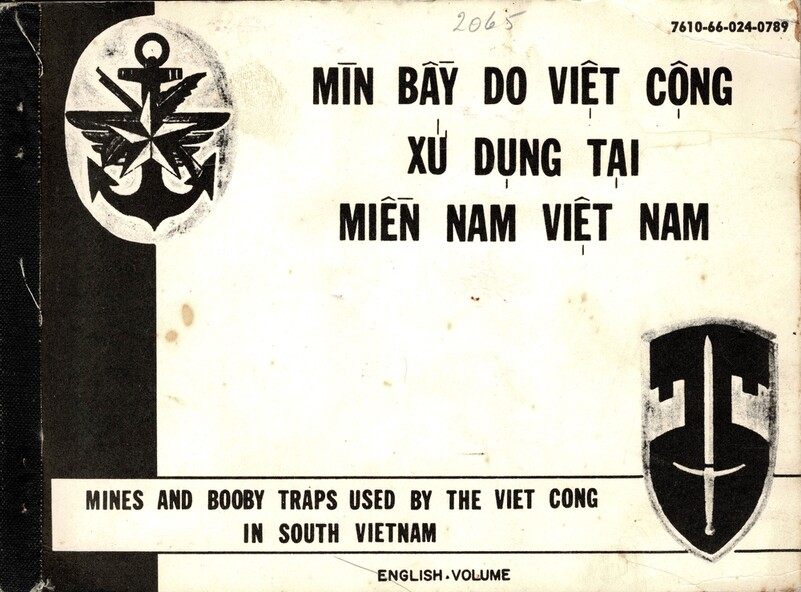 2065
7610-66-024-0789
MÌN BẪY DO VIỆT CỘNG
XỬ DỤNG TẠI
MIỀN NAM VIỆT NAM
MINES AND BOOBY TRAPS USED BY THE VIET CONG
IN SOUTH VIETNAM
ENGLISH.VOLUME